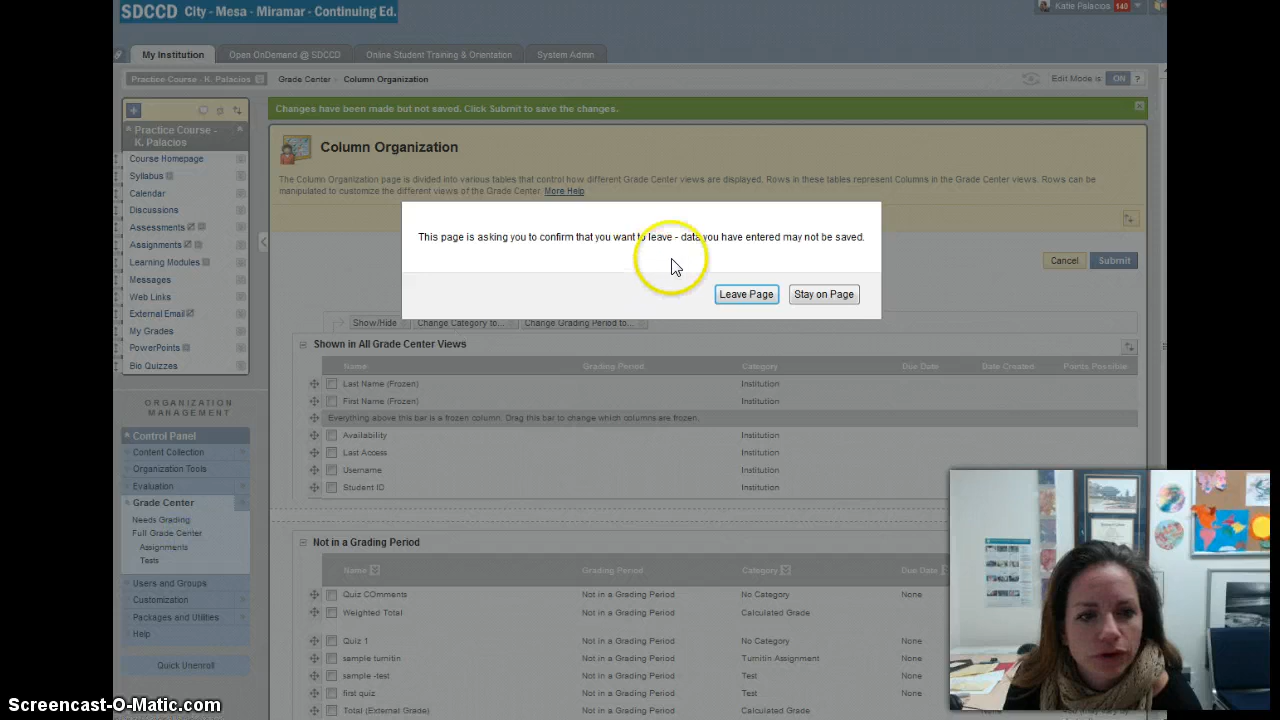 SDCCD City - Mesa - Miramar - Continuing Ed.
Katie Palacios 140
My Institution Open OnDemand @ SDCCD Online Student Training & Orientation System Admin
Practice Course - K. Palacios Grade Center Column Organization Edit Mode is: ON ?
Changes have been made but not saved. Click Submit to save the changes.
Practice Course -
K. Palacios
Course Homepage
Syllabus
Calendar
Discussions
Assessments
Assignments
Learning Modules
Messages
Web Links
External Email
My Grades
PowerPoints
Bio Quizzes
ORGANIZATION
MANAGEMENT
Control Panel
Content Collection
Organization Tools
Evaluation
Grade Center
Needs Grading
Full Grade Center
Assignments
Tests
Users and Groups
Customization
Packages and Utilities
Help
Quick Unenroll
Column Organization
The Column Organization page is divided into various tables that control how different Grade Center views are displayed. Rows in these tables represent Columns in the Grade Center views. Rows can be
manipulated to customize the different views of the Grade Center. More Help
This page is asking you to confirm that you want to leave - data you have entered may not be saved.
Leave Page Stay on Page
Cancel Submit
Show/Hide Change Category to... Change Grading Period to...
Shown in All Grade Center Views
Name Grading Period Category Due Date Date Created Points Possible
Last Name (Frozen) Institution
First Name (Frozen) Institution
Everything above this bar is a frozen column. Drag this bar to change which columns are frozen.
Availability Institution
Last Access Institution
Username Institution
Student ID Institution
Not in a Grading Period
Name Grading Period Category Due Date
Quiz COmments Not in a Grading Period No Category None
Weighted Total Not in a Grading Period Calculated Grade
Quiz 1 Not in a Grading Period No Category None
sample turnitin Not in a Grading Period Turnitin Assignment None
sample -test Not in a Grading Period Test None
first quiz Not in a Grading Period Test None
Total (External Grade) Not in a Grading Period Calculated Grade
Screencast-O-Matic.com